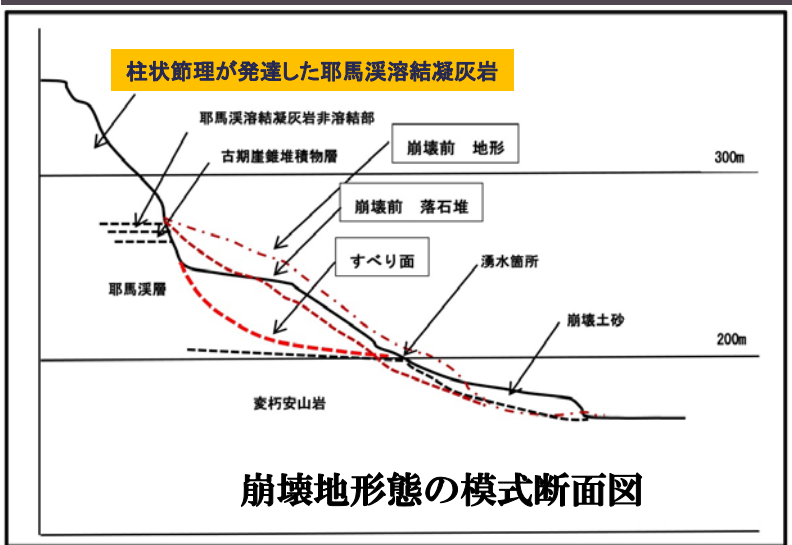 柱状節理が発達した耶馬渓溶結凝灰岩
耶馬渓溶結凝灰岩非溶結部
古期崖錐堆積物層
崩壊前 地形
300m
崩壊前 落石堆
すべり面
湧水箇所
耶馬渓層
崩壊土砂
200m
変朽安山岩
崩壊地形態の模式断面図